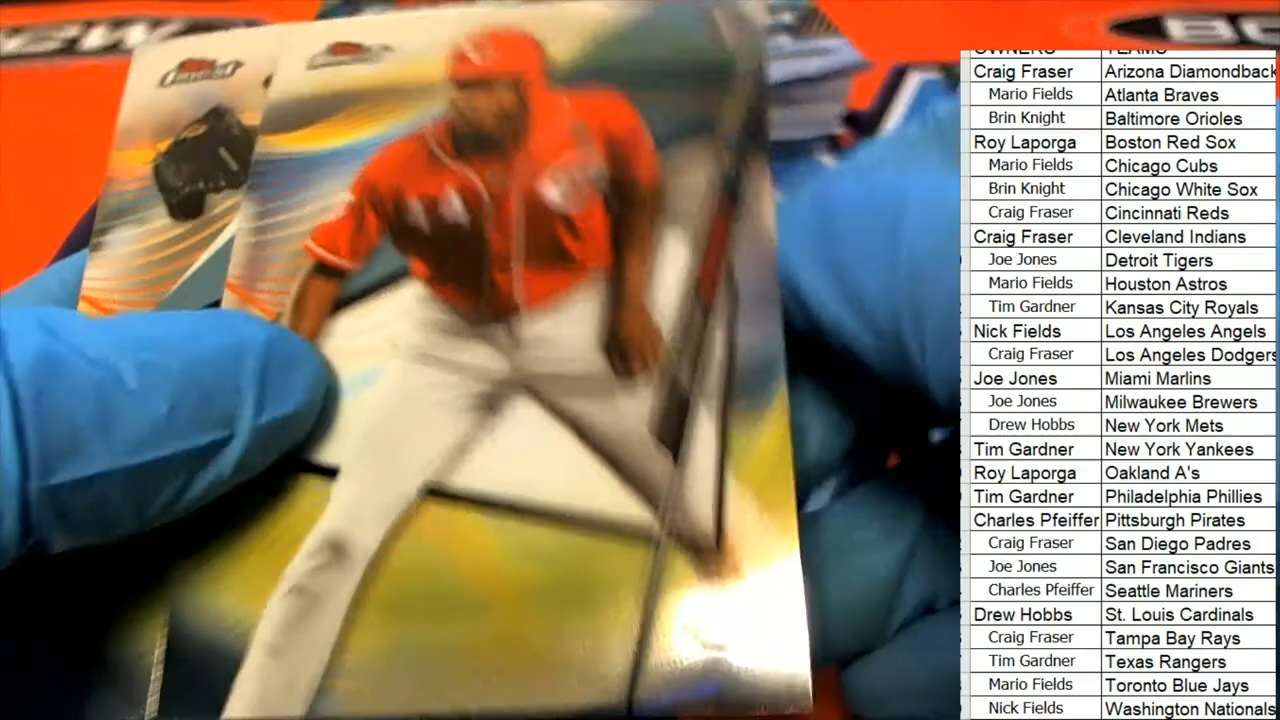 OWNERS TEAMS
Craig Fraser Arizona Diamondback
Mario Fields Atlanta Braves
Brin Knight Baltimore Orioles
Roy Laporga Boston Red Sox
Mario Fields Chicago Cubs
Brin Knight Chicago White Sox
Craig Fraser Cincinnati Reds
Craig Fraser Cleveland Indians
Joe Jones Detroit Tigers
Mario Fields Houston Astros
Tim Gardner Kansas City Royals
Nick Fields Los Angeles Angels
Craig Fraser Los Angeles Dodgers
Joe Jones Miami Marlins
Joe Jones Milwaukee Brewers
Drew Hobbs New York Mets
Tim Gardner New York Yankees
Roy Laporga Oakland A's
Tim Gardner Philadelphia Phillies
Charles Pfeiffer Pittsburgh Pirates
Craig Fraser San Diego Padres
Joe Jones San Francisco Giants
Charles Pfeiffer Seattle Mariners
Drew Hobbs St. Louis Cardinals
Craig Fraser Tampa Bay Rays
Tim Gardner Texas Rangers
Mario Fields Toronto Blue Jays
Nick Fields Washington Nationals
Finest